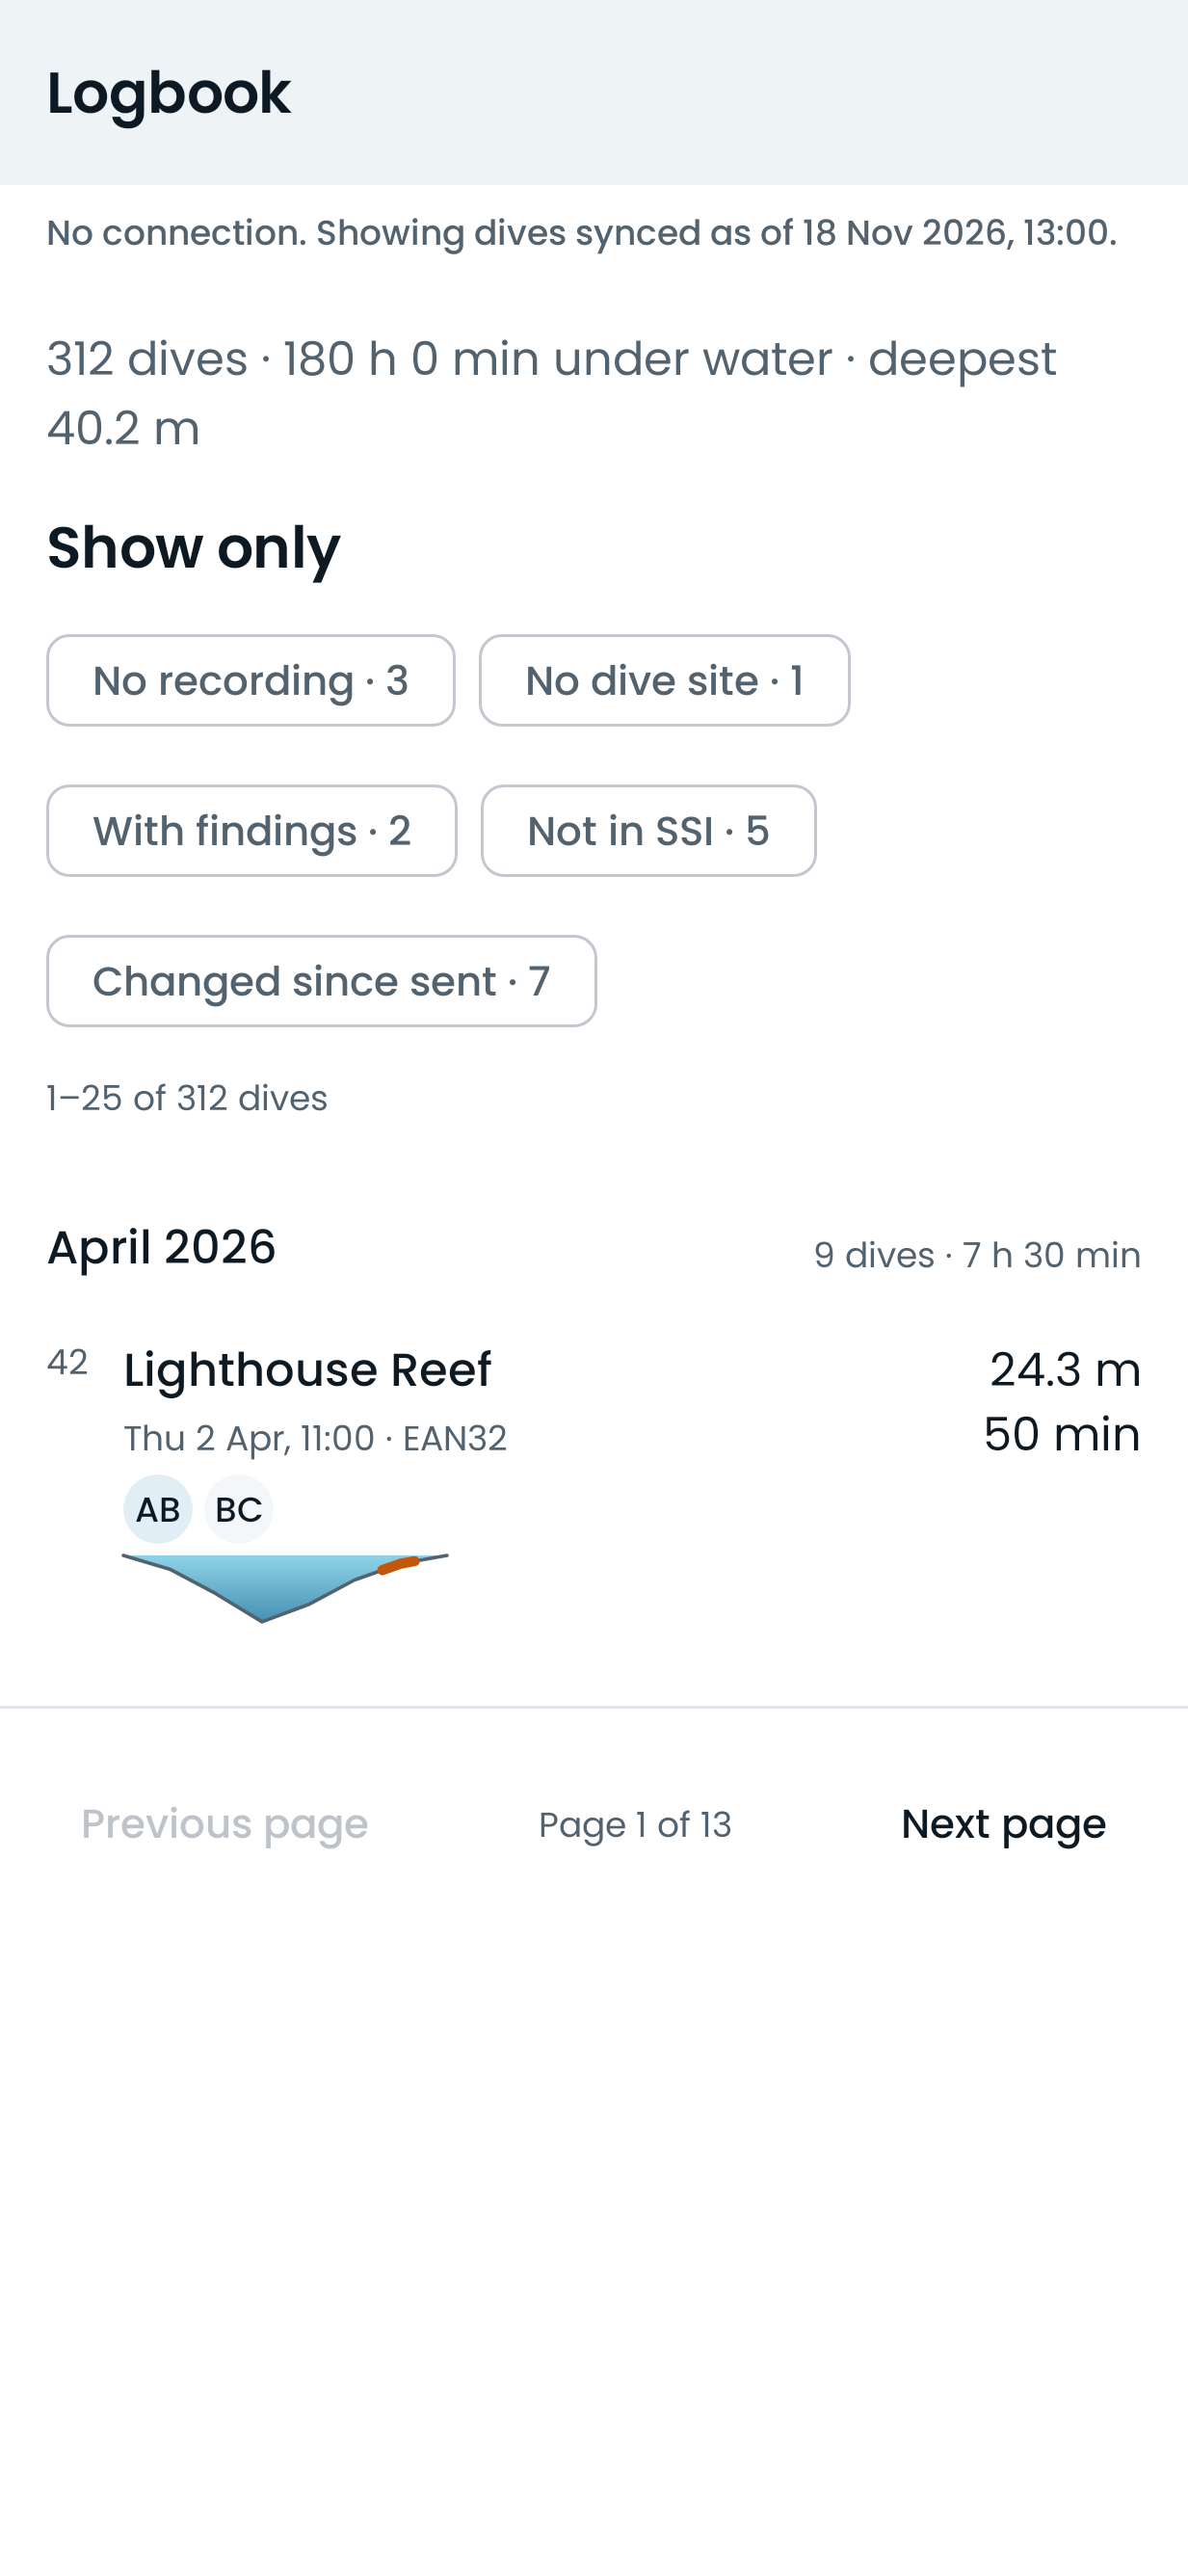 Logbook
No connection. Showing dives synced as of 18 Nov 2026, 13:00.
312 dives · 180 h 0 min under water · deepest
40.2 m
Show only
No recording · 3
No dive site · 1
With findings · 2
Not in SSI · 5
Changed since sent · 7
1–25 of 312 dives
April 2026
9 dives · 7 h 30 min
42
Lighthouse Reef
24.3 m
Thu 2 Apr, 11:00 · EAN32
50 min
AB
BC
Previous page
Page 1 of 13
Next page